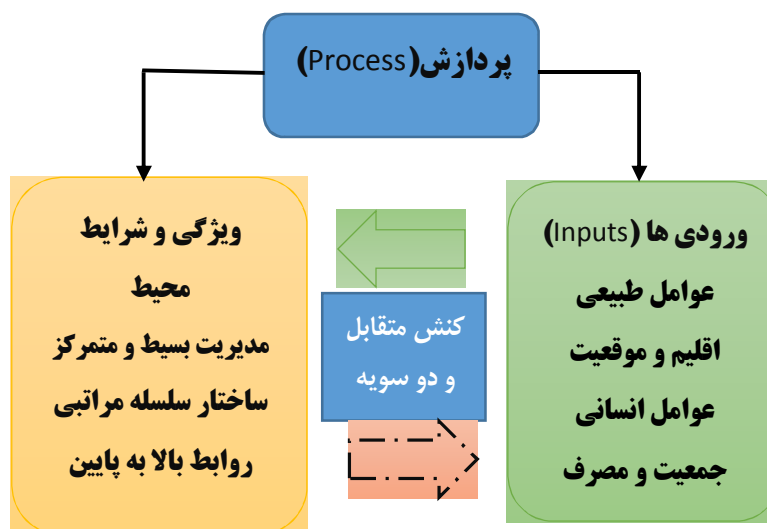 پردازش(Process)
ورودی ها (Inputs)
عوامل طبیعی
اقلیم و موقعیت
عوامل انسانی
جمعیت و مصرف
کنش متقابل
و دو سویه
ویژگی و شرایط
محیط
مدیریت بسیط و متمرکز
ساختار سلسله مراتبی
روابط بالا به پایین